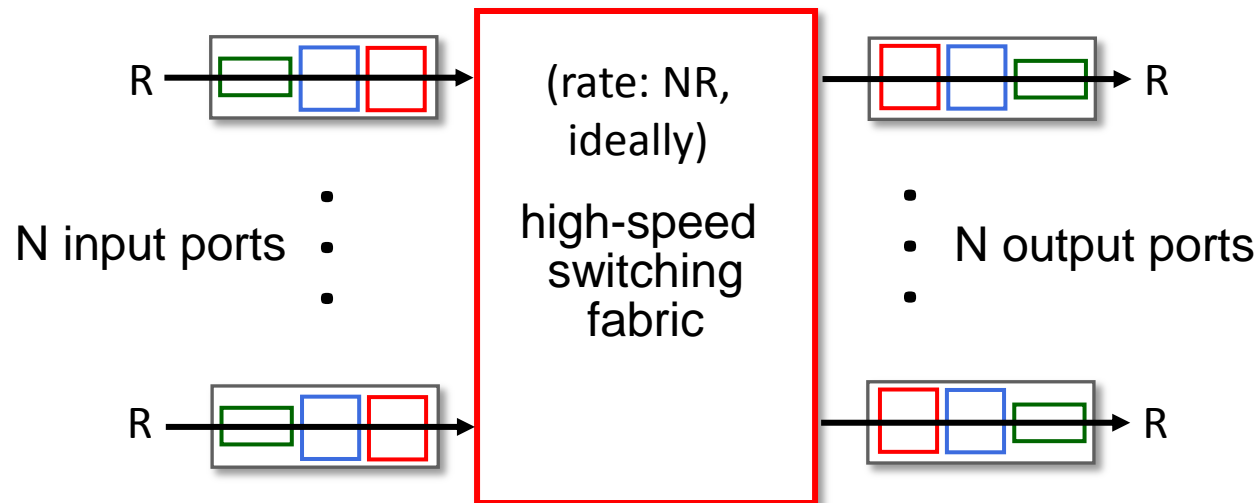 R
(rate: NR,
ideally)
R
N input ports
high-speed
switching
fabric
N output ports
R
R